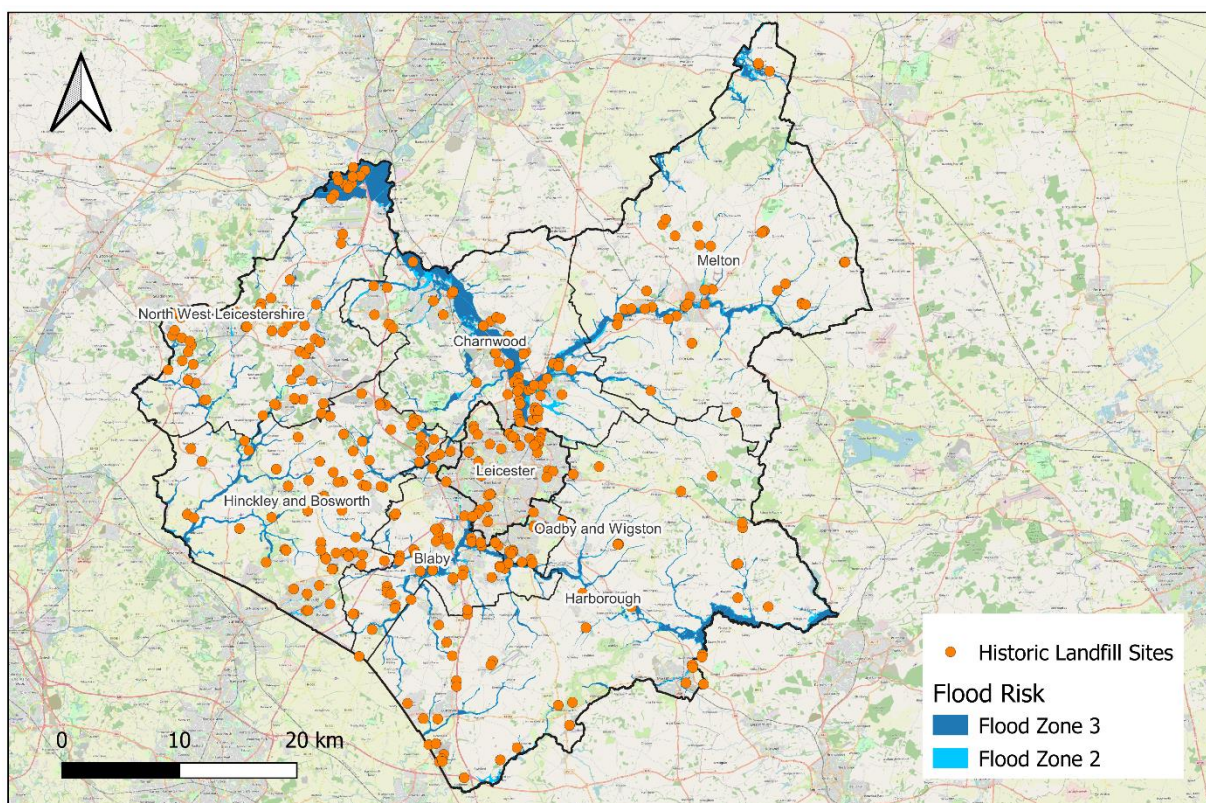 Melton
North West Leicestershire
Charnwood
Leicester
Hinckley and Bosworth
Oadby and Wigston
Blaby
Harborough
Historic Landfill Sites
Flood Risk
Flood Zone 3
Flood Zone 2
0 10 20 km